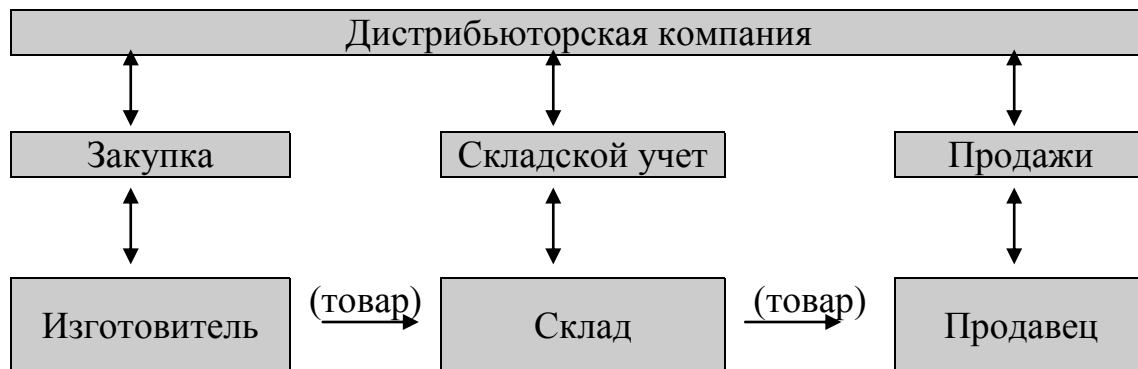 Дистрибьюторская компания
Закупка
Складской учет
Продажи
(товар)
(товар)
Изготовитель
Склад
Продавец